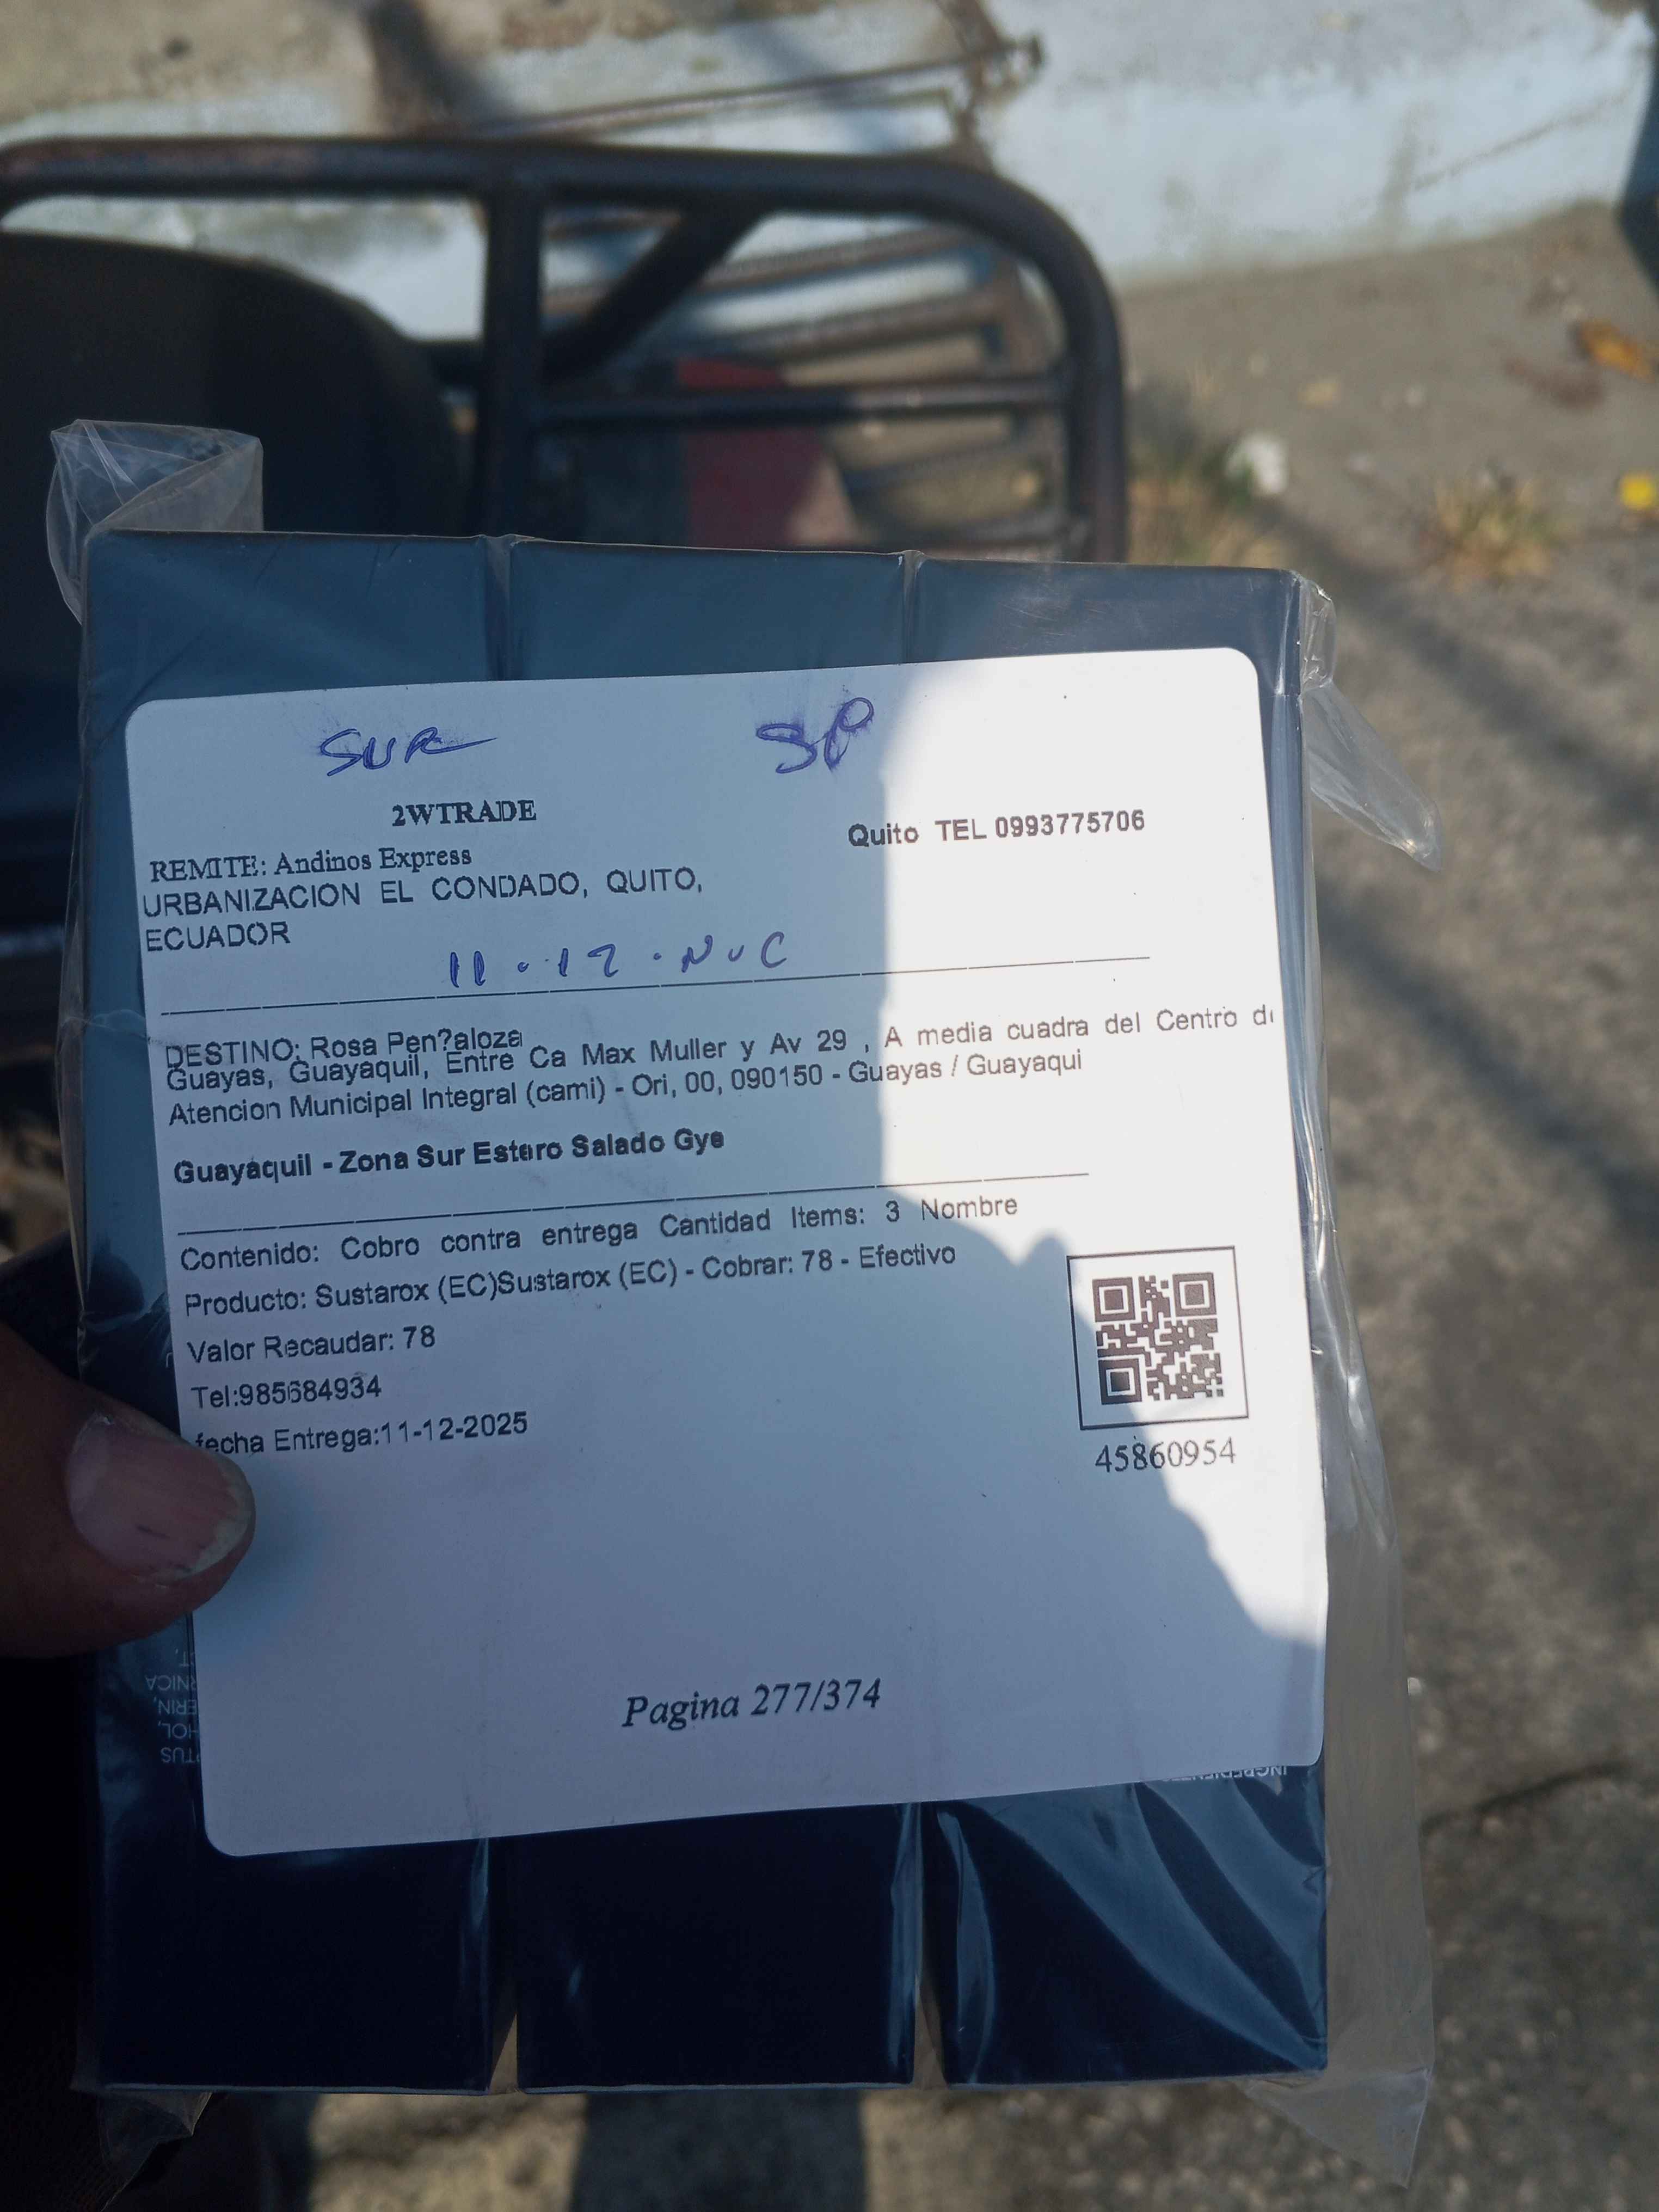 SUR SP
2WTRADE
Quito TEL 0993775706
REMITE: Andinos Express
URBANIZACION EL CONDADO, QUITO,
ECUADOR
11 . 12 . NVC
DESTINO: Rosa Pen?aloza
Guayas, Guayaquil, Entre Ca Max Muller y Av 29 , A media cuadra del Centro d
Atencion Municipal Integral (cami) - Ori, 00, 090150 - Guayas / Guayaqui
Guayaquil - Zona Sur Estero Salado Gye
Contenido: Cobro contra entrega Cantidad Items: 3 Nombre
Producto: Sustarox (EC)Sustarox (EC) - Cobrar: 78 - Efectivo
Valor Recaudar: 78
Tel:985684934
fecha Entrega:11-12-2025
45860954
Pagina 277/374